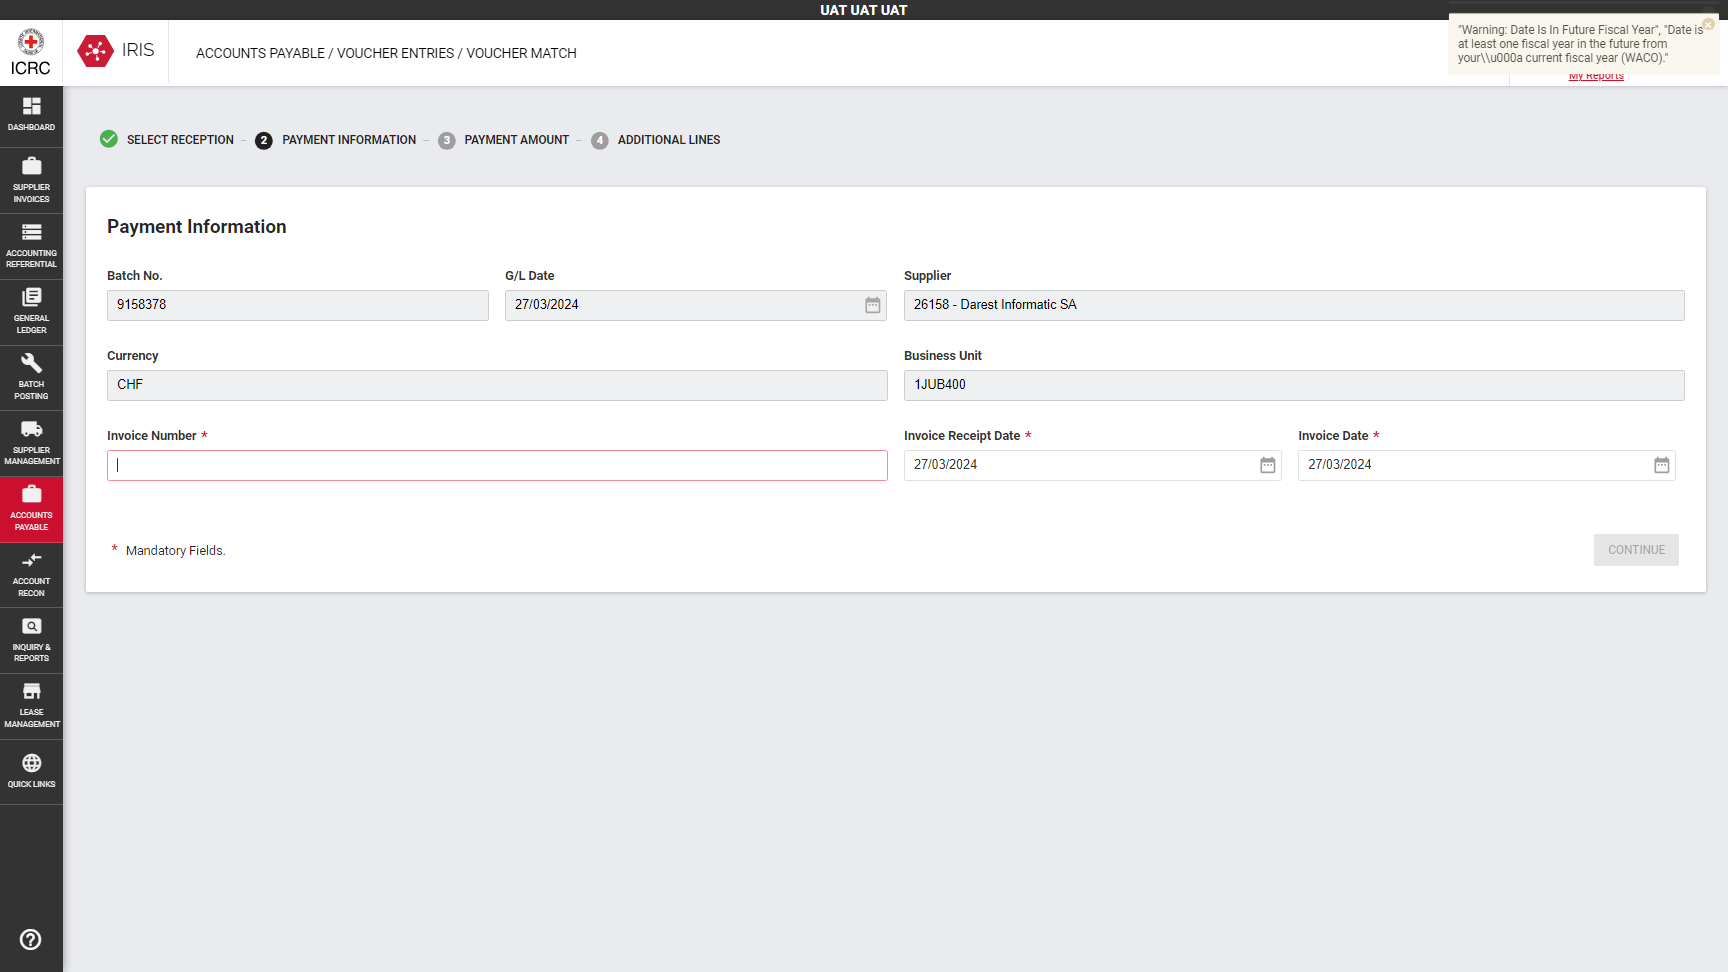 UAT UAT UAT
ICRC
IRIS
ACCOUNTS PAYABLE / VOUCHER ENTRIES / VOUCHER MATCH
"Warning: Date Is In Future Fiscal Year", "Date is
at least one fiscal year in the future from
your\\u000a current fiscal year (WACO)."
My Reports
DASHBOARD
SUPPLIER
INVOICES
ACCOUNTING
REFERENTIAL
GENERAL
LEDGER
BATCH
POSTING
SUPPLIER
MANAGEMENT
ACCOUNTS
PAYABLE
ACCOUNT
RECON
INQUIRY &
REPORTS
LEASE
MANAGEMENT
QUICK LINKS
SELECT RECEPTION – 2 PAYMENT INFORMATION – 3 PAYMENT AMOUNT – 4 ADDITIONAL LINES
Payment Information
Batch No. G/L Date Supplier
9158378 27/03/2024 26158 - Darest Informatic SA
Currency Business Unit
CHF 1JUB400
Invoice Number * Invoice Receipt Date * Invoice Date *
27/03/2024 27/03/2024
* Mandatory Fields.
CONTINUE